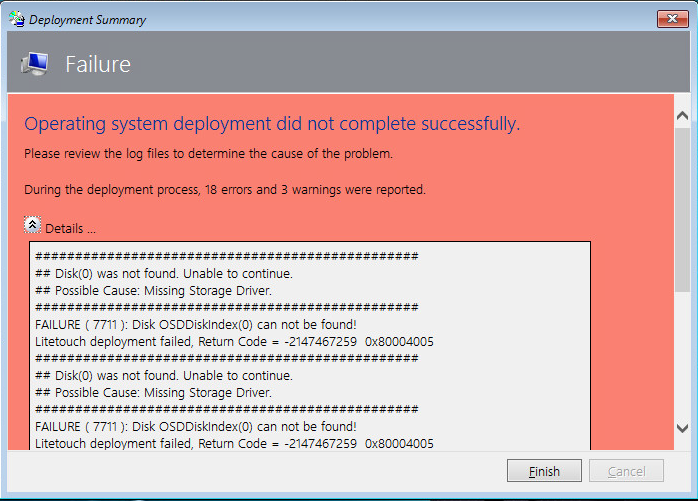 Deployment Summary
Failure
Operating system deployment did not complete successfully.
Please review the log files to determine the cause of the problem.
During the deployment process, 18 errors and 3 warnings were reported.
Details ...
################################################
## Disk(0) was not found. Unable to continue.
## Possible Cause: Missing Storage Driver.
################################################
FAILURE ( 7711 ): Disk OSDDiskIndex(0) can not be found!
Litetouch deployment failed, Return Code = -2147467259  0x80004005
################################################
## Disk(0) was not found. Unable to continue.
## Possible Cause: Missing Storage Driver.
################################################
FAILURE ( 7711 ): Disk OSDDiskIndex(0) can not be found!
Litetouch deployment failed, Return Code = -2147467259  0x80004005
Finish
Cancel